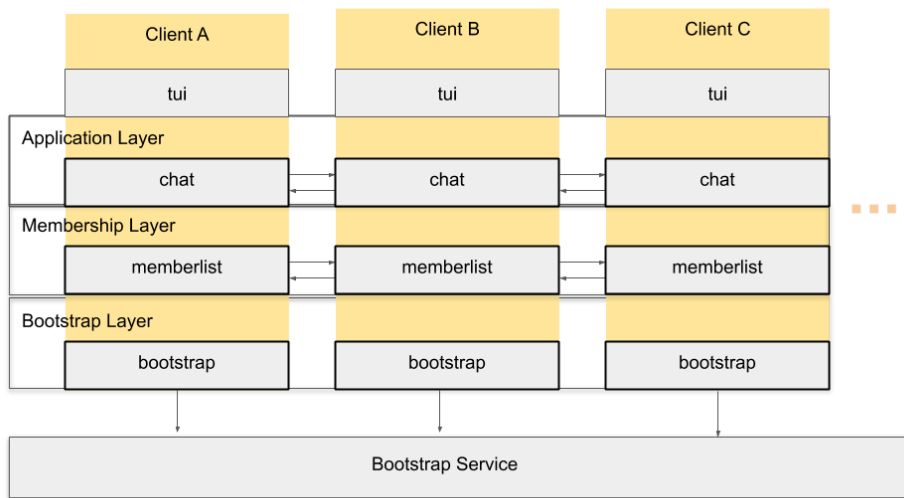 Client A
Client B
Client C
tui
tui
tui
Application Layer
chat
chat
chat
Membership Layer
memberlist
memberlist
memberlist
Bootstrap Layer
bootstrap
bootstrap
bootstrap
Bootstrap Service